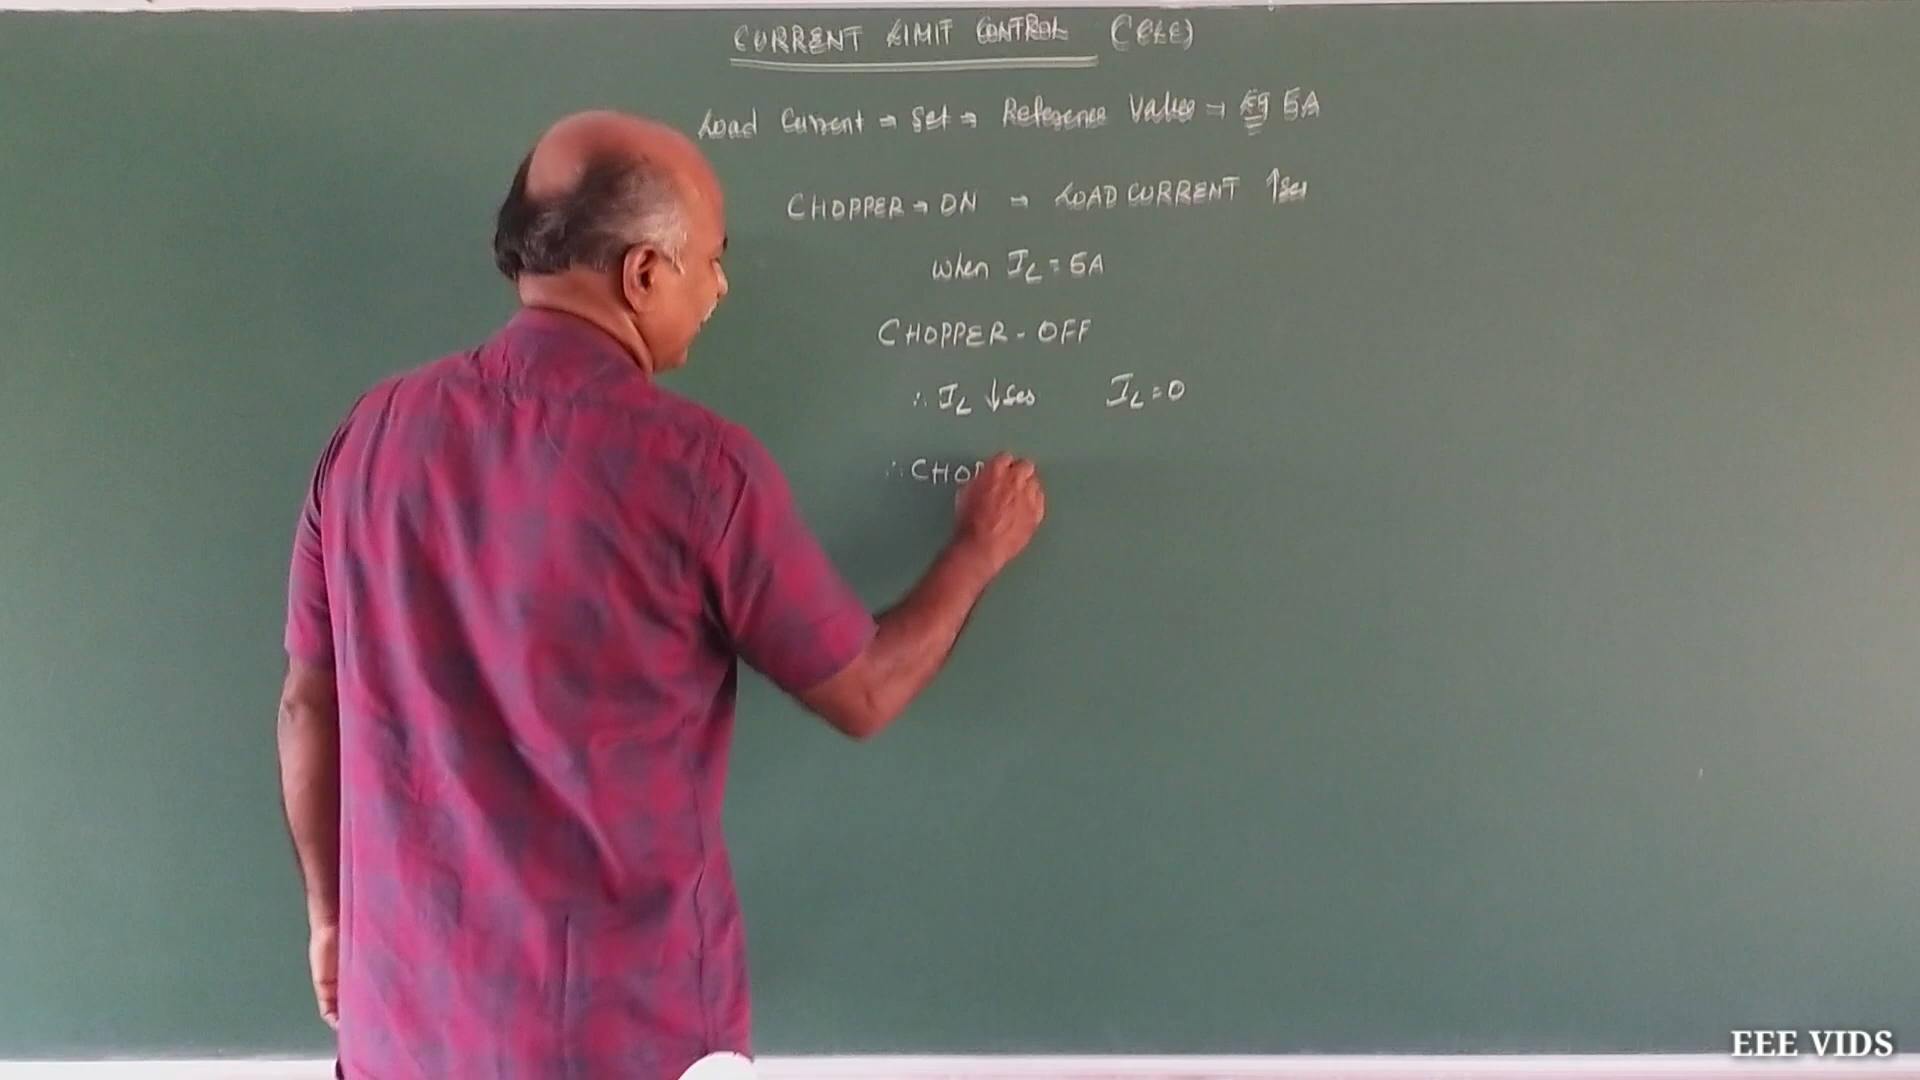 CURRENT LIMIT CONTROL (CLC)
Load Current → Set → Reference Value → Eg 5A
CHOPPER → ON → LOAD CURRENT ↑ses
when IL = 5A
CHOPPER - OFF
∴ IL ↓ses IL = 0
∴ CHOP
EEE VIDS